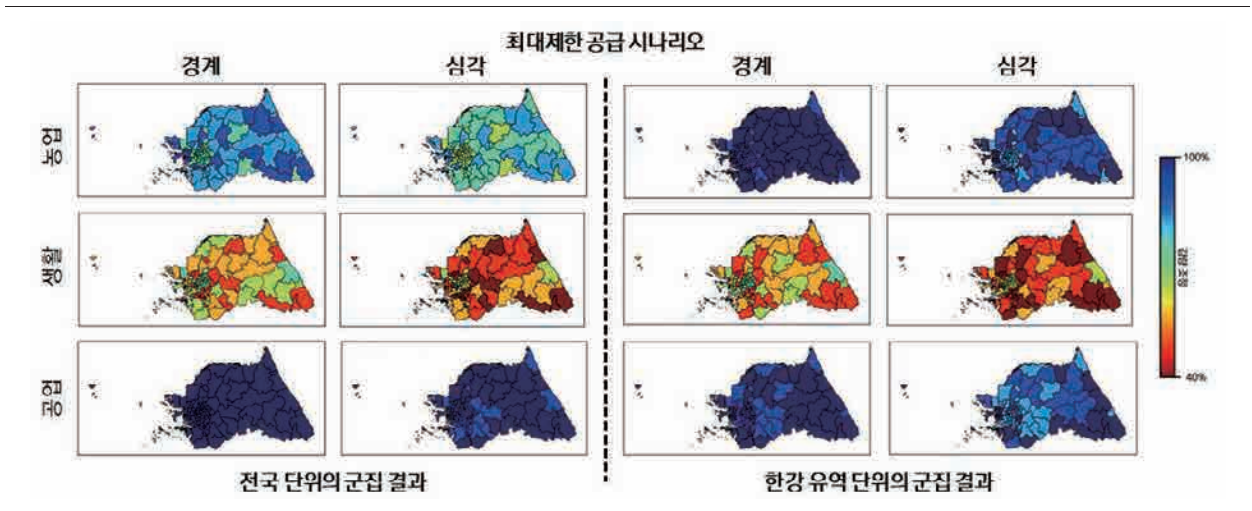 최대제한 공급 시나리오
경계 심각 경계 심각
농업
생활
공업
100%
40%
전국 단위의 군집 결과 한강 유역 단위의 군집 결과